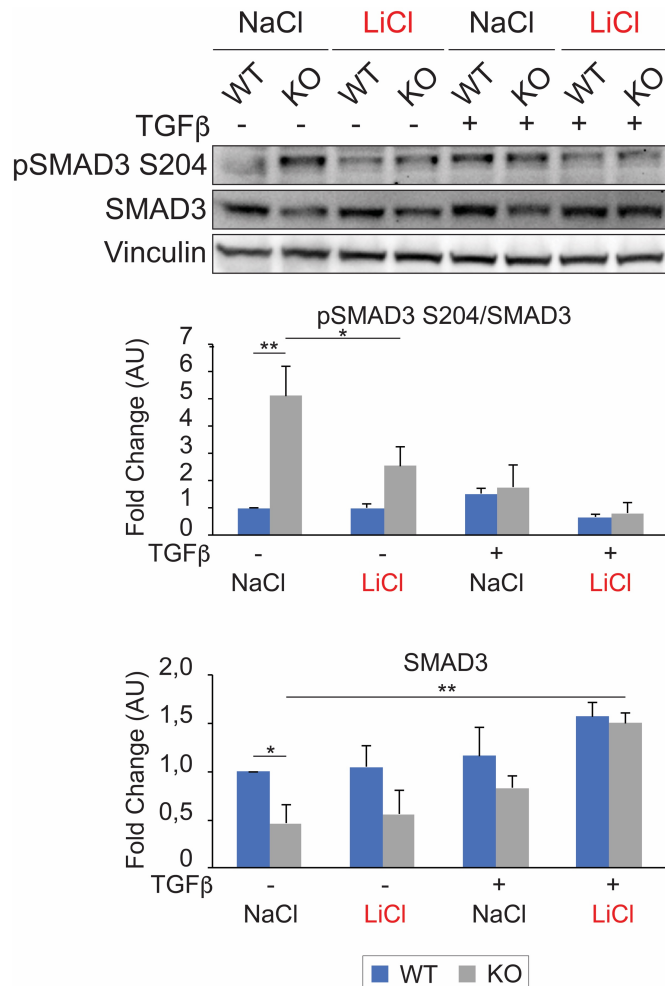 NaCl LiCl NaCl LiCl
WT KO WT KO WT KO WT KO
TGFβ - - - - + + + +
pSMAD3 S204
SMAD3
Vinculin
pSMAD3 S204/SMAD3
Fold Change (AU)
7
6
5
4
3
2
1
0
** *
TGFβ - - + +
NaCl LiCl NaCl LiCl
SMAD3
Fold Change (AU)
2,0
1,5
1,0
0,5
0
* **
TGFβ - - + +
NaCl LiCl NaCl LiCl
WT KO